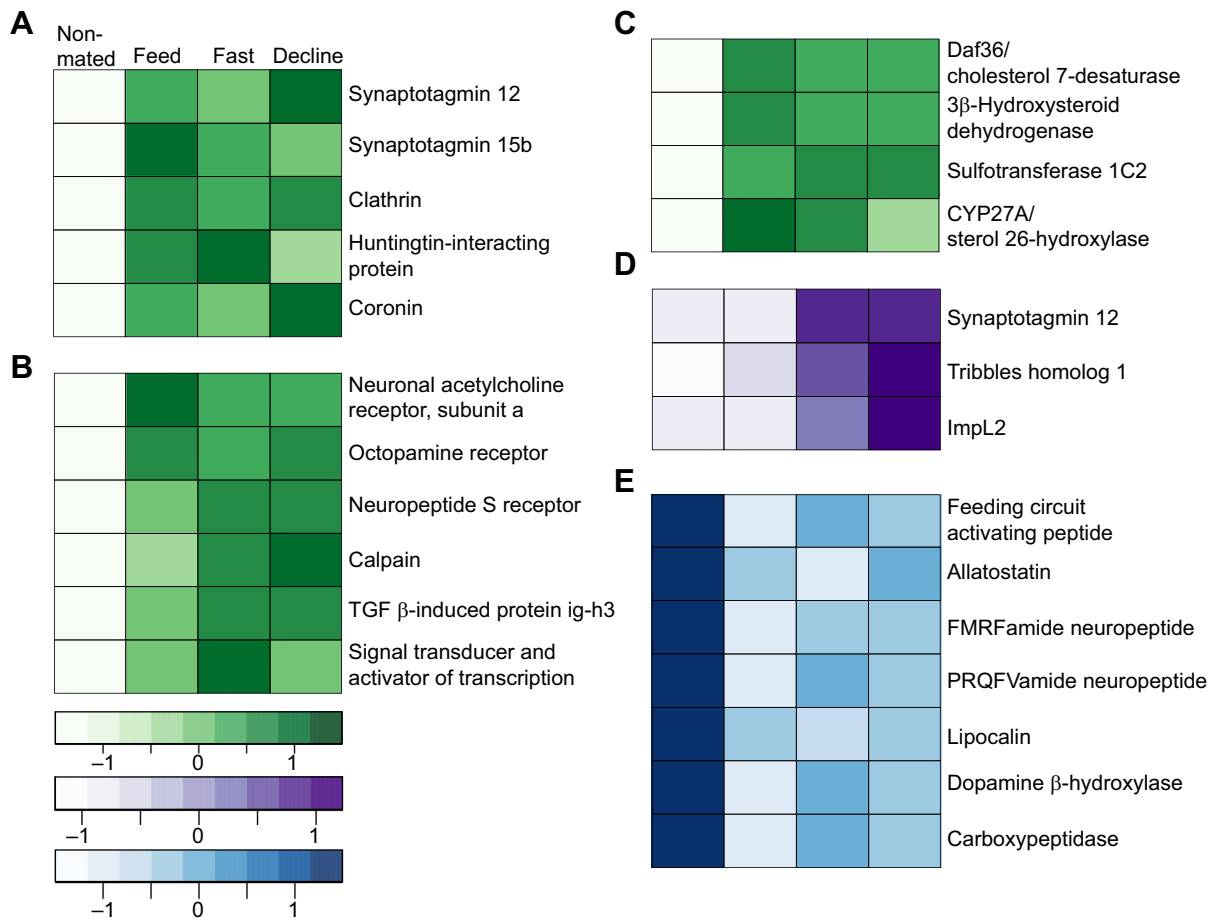 A
Non-
mated
Feed
Fast
Decline
Synaptotagmin 12
Synaptotagmin 15b
Clathrin
Huntingtin-interacting
protein
Coronin
B
Neuronal acetylcholine
receptor, subunit a
Octopamine receptor
Neuropeptide S receptor
Calpain
TGF β-induced protein ig-h3
Signal transducer and
activator of transcription
–1 0 1
–1 0 1
–1 0 1
C
Daf36/
cholesterol 7-desaturase
3β-Hydroxysteroid
dehydrogenase
Sulfotransferase 1C2
CYP27A/
sterol 26-hydroxylase
D
Synaptotagmin 12
Tribbles homolog 1
ImpL2
E
Feeding circuit
activating peptide
Allatostatin
FMRFamide neuropeptide
PRQFVamide neuropeptide
Lipocalin
Dopamine β-hydroxylase
Carboxypeptidase